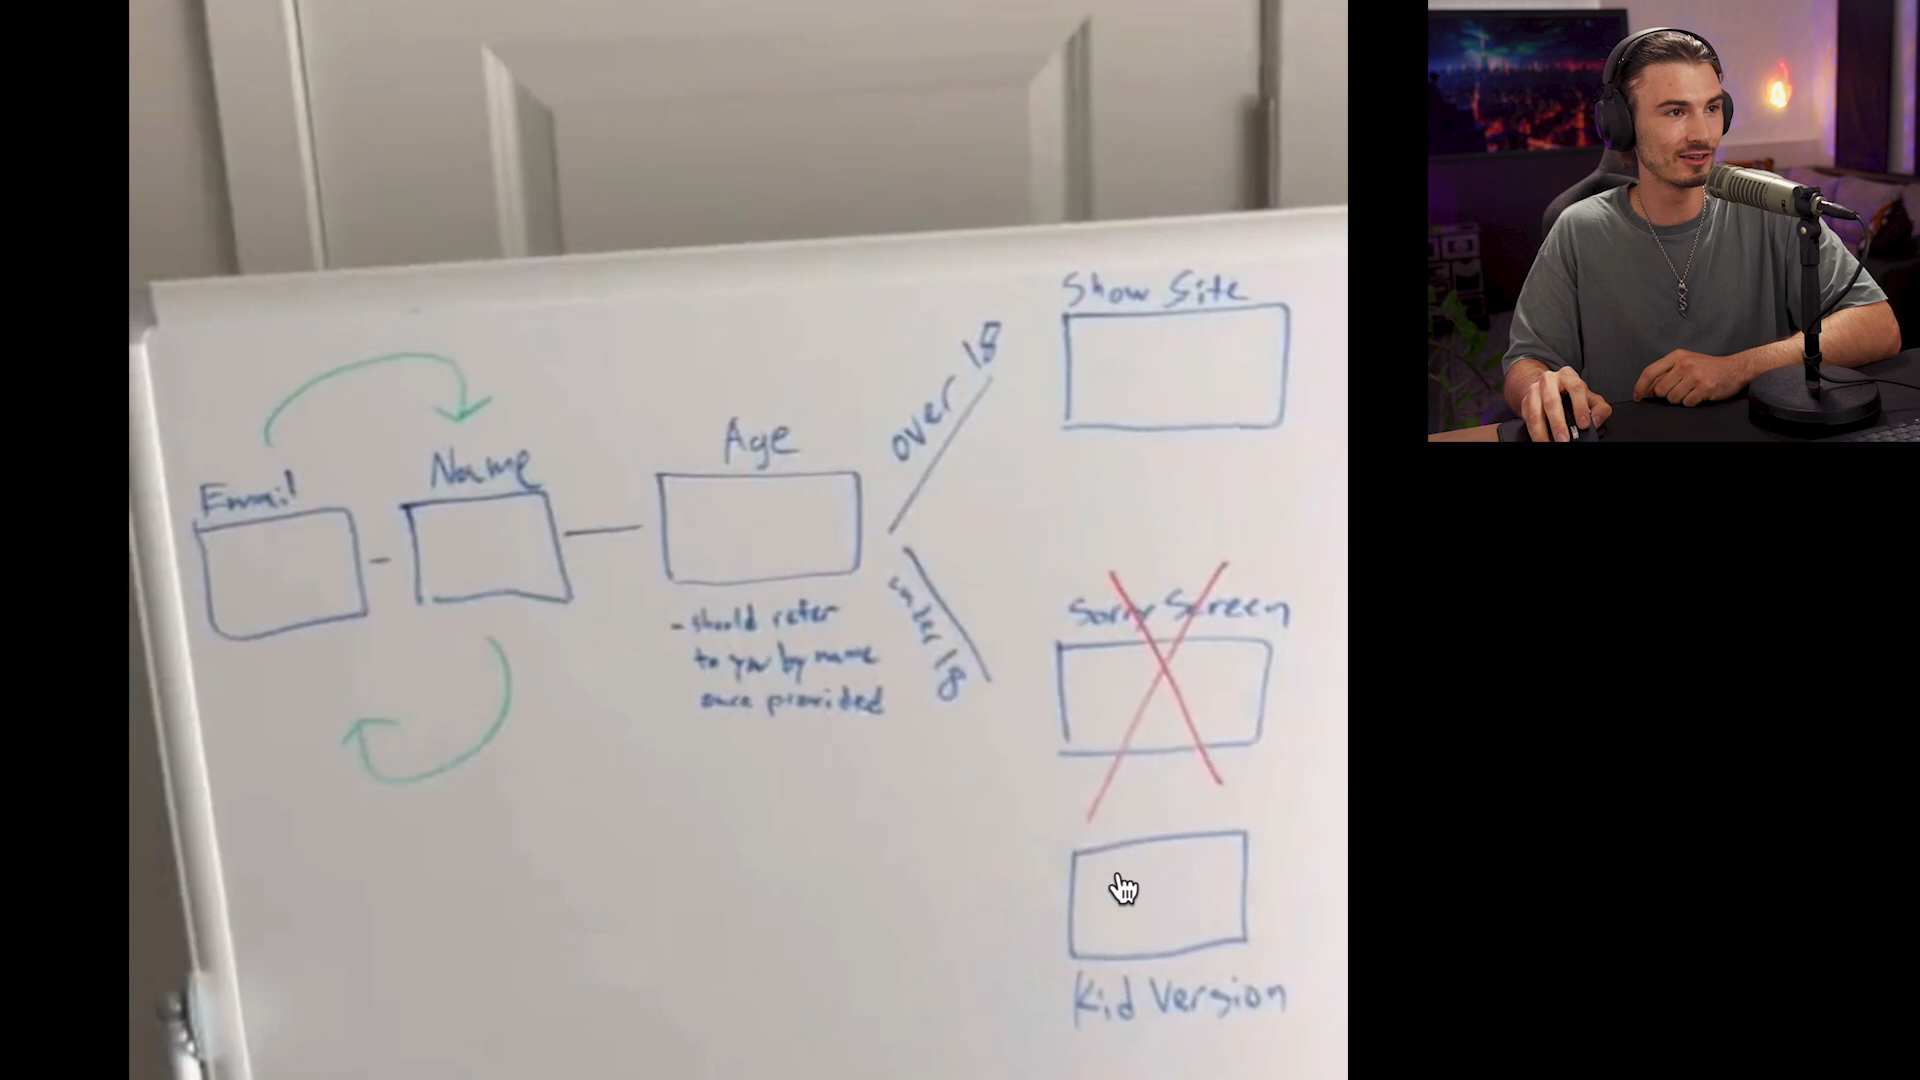 Show Site
over 18
Age
Name
Email
- should refer
to you by name
once provided
under 18
Sorry Screen
Kid Version